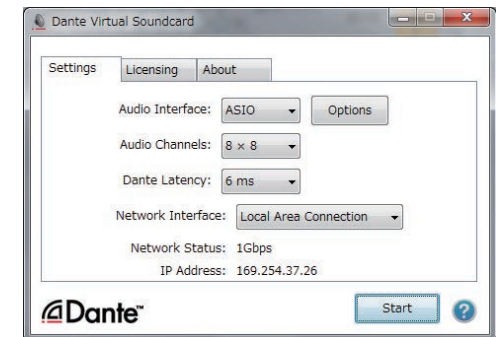 Dante Virtual Soundcard
Settings Licensing About
Audio Interface: ASIO Options
Audio Channels: 8 × 8
Dante Latency: 6 ms
Network Interface: Local Area Connection
Network Status: 1Gbps
IP Address: 169.254.37.26
Dante™ Start ?